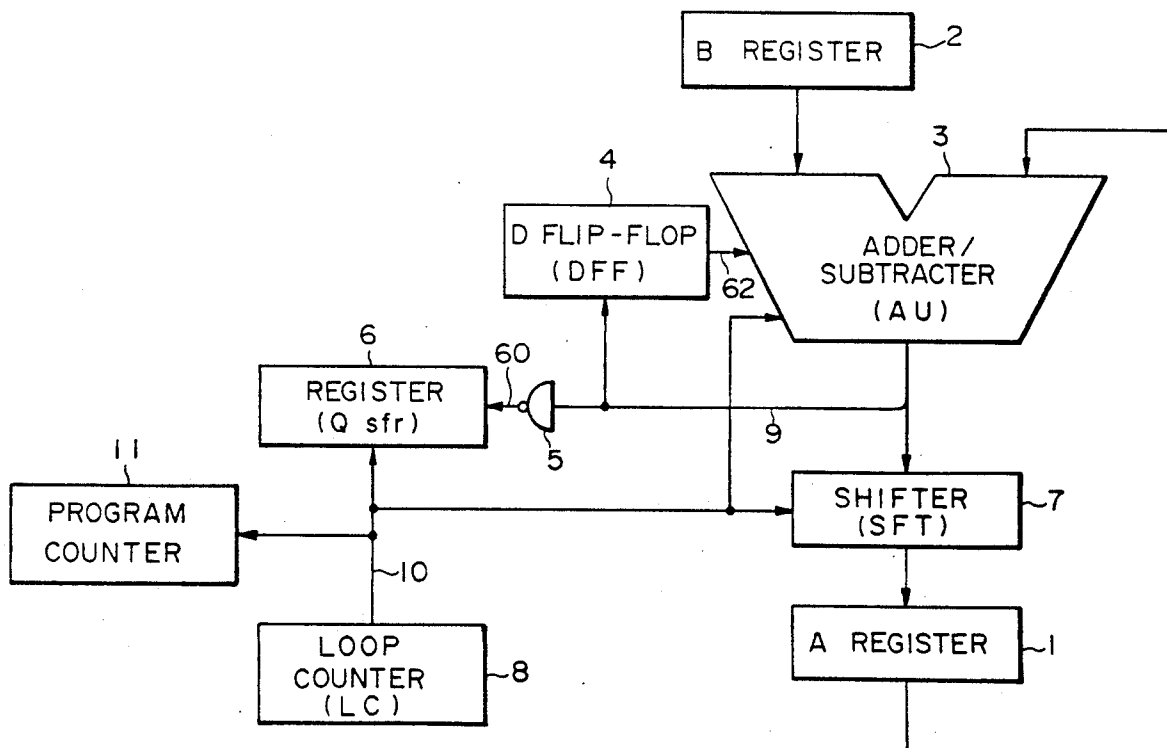 B REGISTER
2
3
4
D FLIP-FLOP
(DFF)
62
ADDER/
SUBTRACTER
(AU)
6
60
REGISTER
(Q sfr)
5
9
11
PROGRAM
COUNTER
SHIFTER
(SFT)
7
10
LOOP
COUNTER
(LC)
8
A REGISTER
1